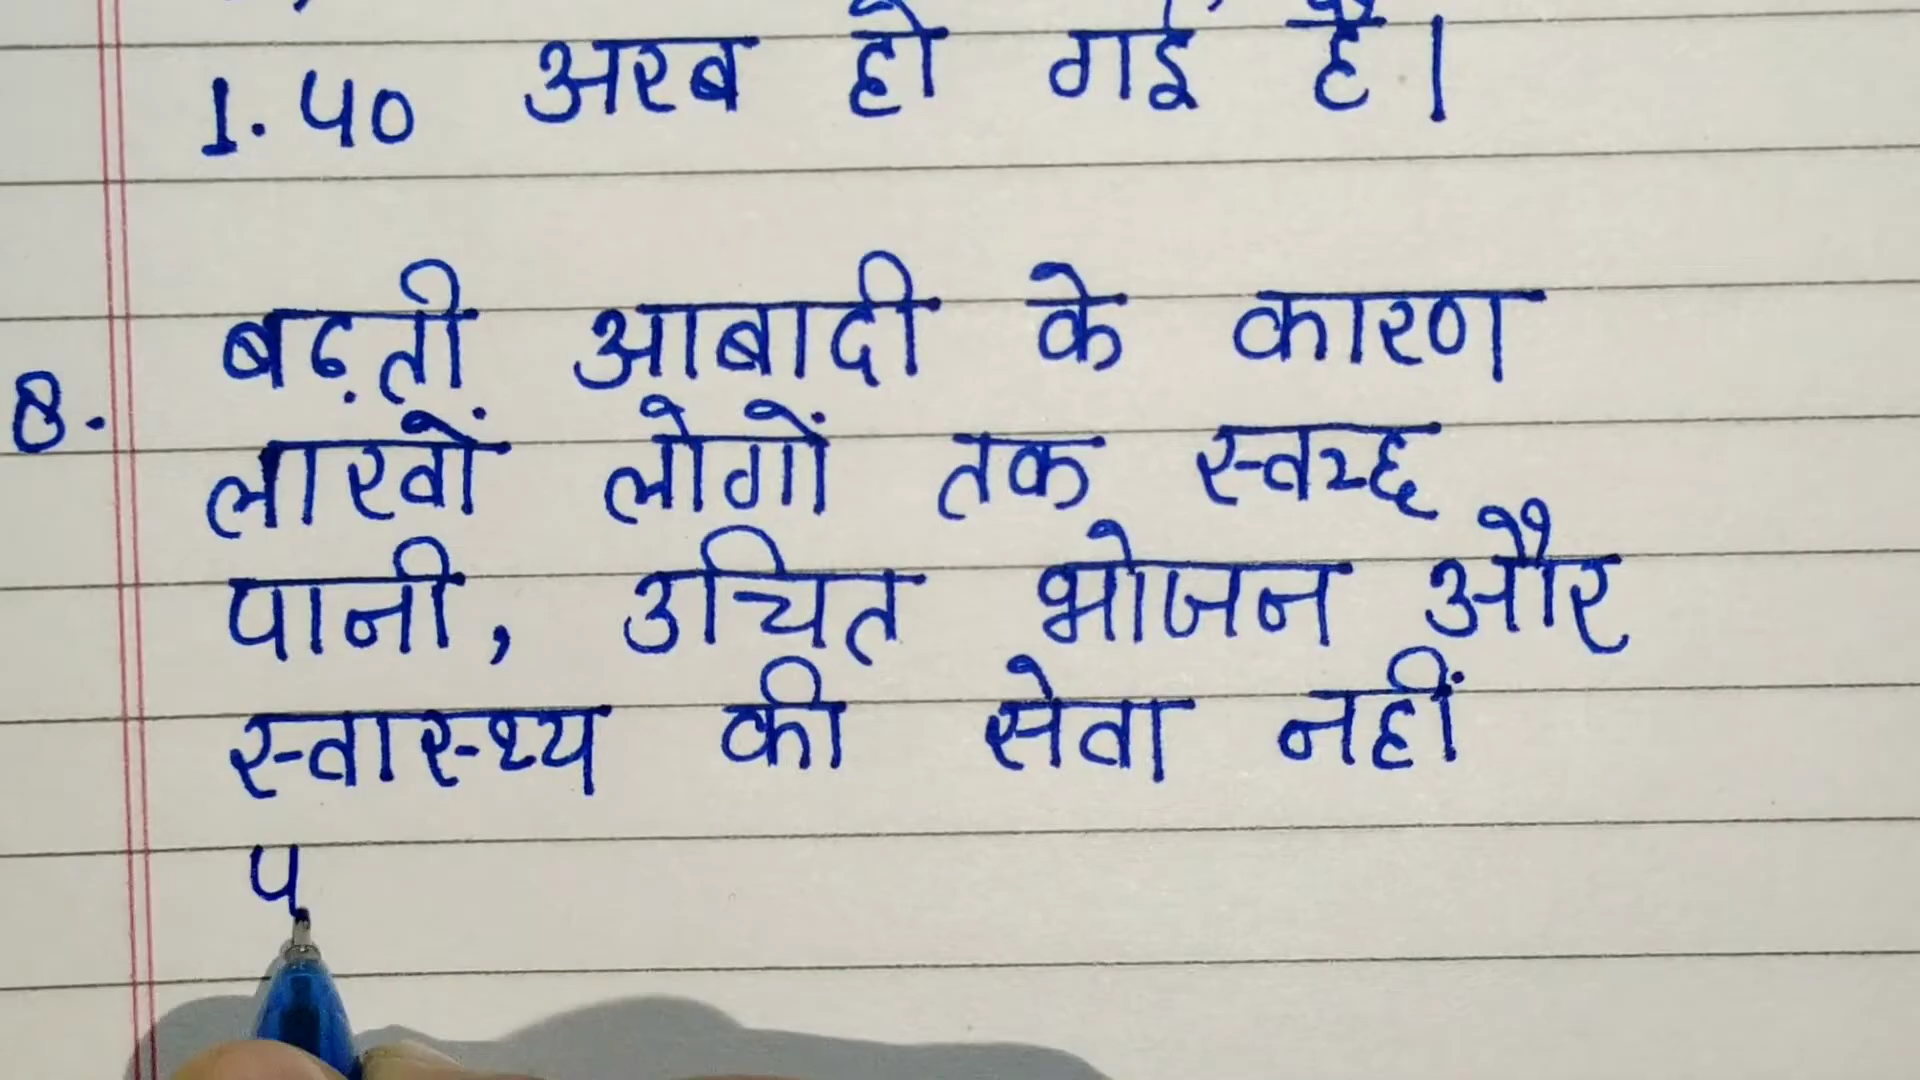 1.40 अरब हो गई है।
बढ़ती आबादी के कारण
8.
लाखों लोगों तक स्वच्छ
पानी, उचित भोजन और
स्वास्थ्य की सेवा नहीं
प